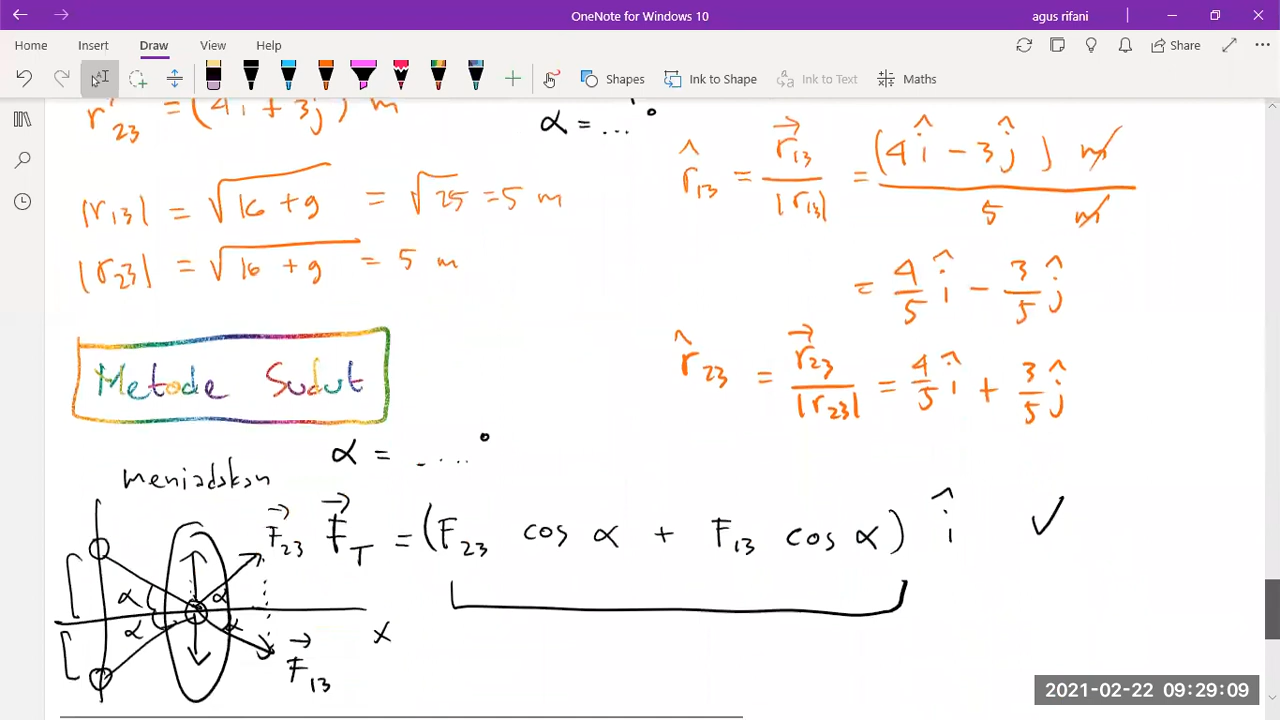 OneNote for Windows 10
agus rifani
Home Insert Draw View Help
Share
Shapes Ink to Shape Ink to Text Maths
r⃗23 = (4i + 3j) m
α = ...°
|r13| = √(16 + 9) = √25 = 5 m
|r23| = √(16 + 9) = 5 m
r̂13 = r⃗13 / |r13| = (4î − 3ĵ) m / 5 m
= 4/5 î − 3/5 ĵ
r̂23 = r⃗23 / |r23| = 4/5 î + 3/5 ĵ
Metode Sudut
α = .....°
meniadakan
F⃗T = (F23 cos α + F13 cos α) î ✓
F⃗23
α α
α α
x
F⃗13
2021-02-22 09:29:09